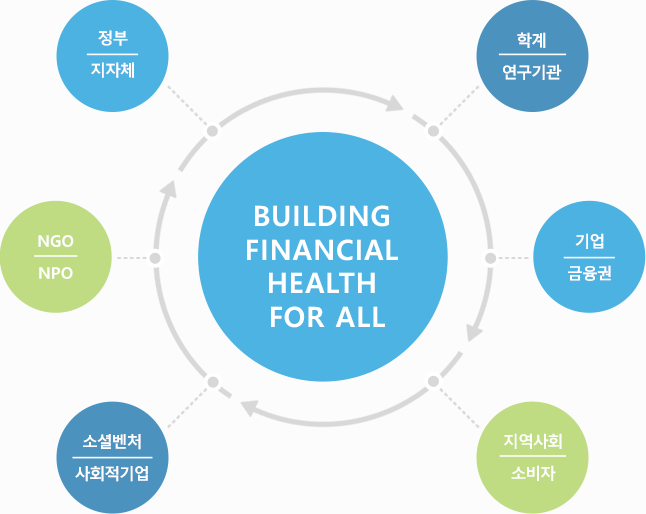 정부
지자체
학계
연구기관
BUILDING
FINANCIAL
HEALTH
FOR ALL
NGO
NPO
기업
금융권
소셜벤처
사회적기업
지역사회
소비자